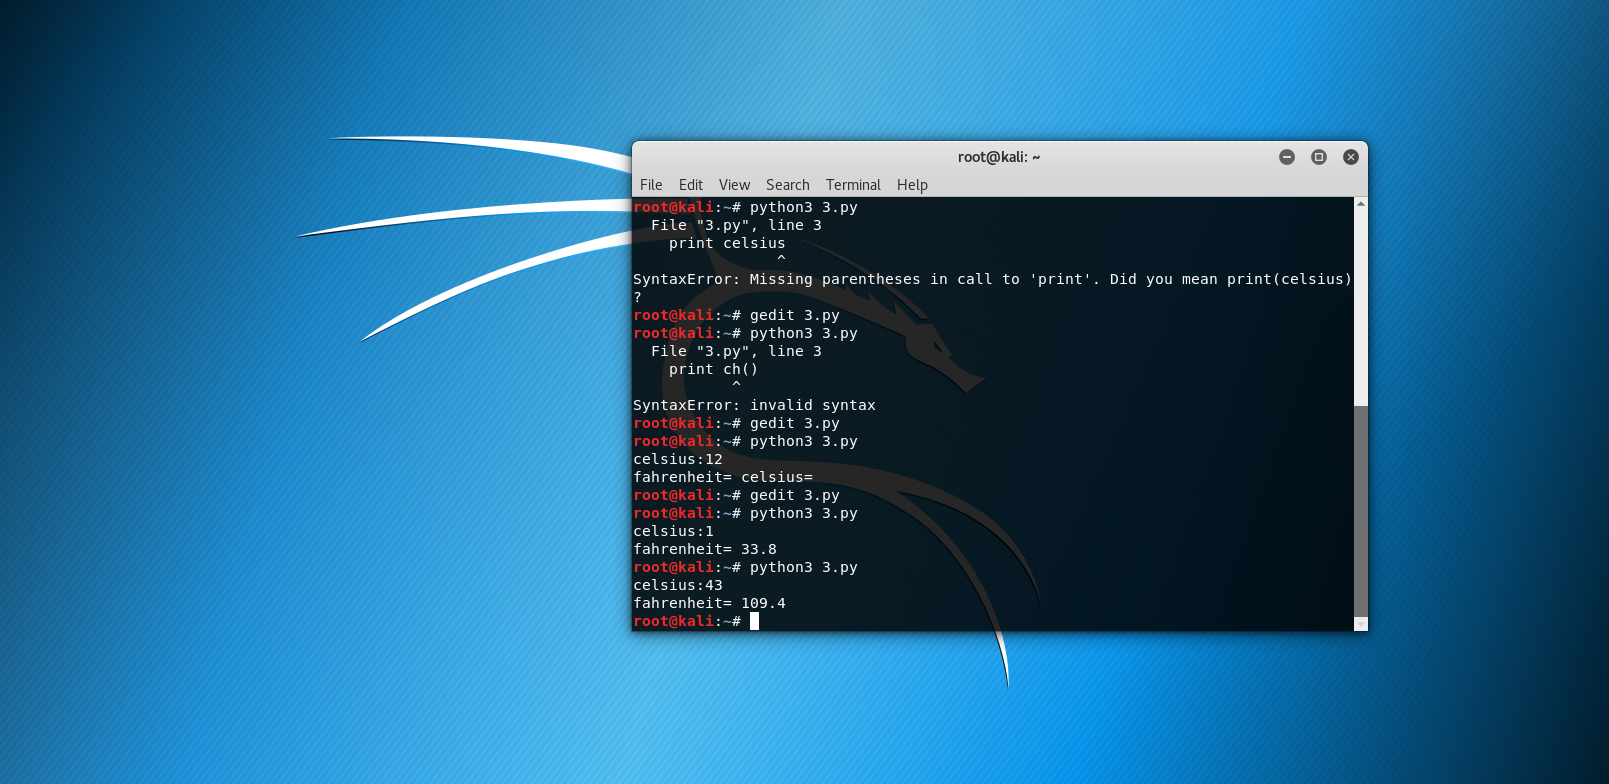 root@kali: ~
File Edit View Search Terminal Help
root@kali:~# python3 3.py
  File "3.py", line 3
    print celsius
                ^
SyntaxError: Missing parentheses in call to 'print'. Did you mean print(celsius)
?
root@kali:~# gedit 3.py
root@kali:~# python3 3.py
  File "3.py", line 3
    print ch()
           ^
SyntaxError: invalid syntax
root@kali:~# gedit 3.py
root@kali:~# python3 3.py
celsius:12
fahrenheit= celsius=
root@kali:~# gedit 3.py
root@kali:~# python3 3.py
celsius:1
fahrenheit= 33.8
root@kali:~# python3 3.py
celsius:43
fahrenheit= 109.4
root@kali:~#